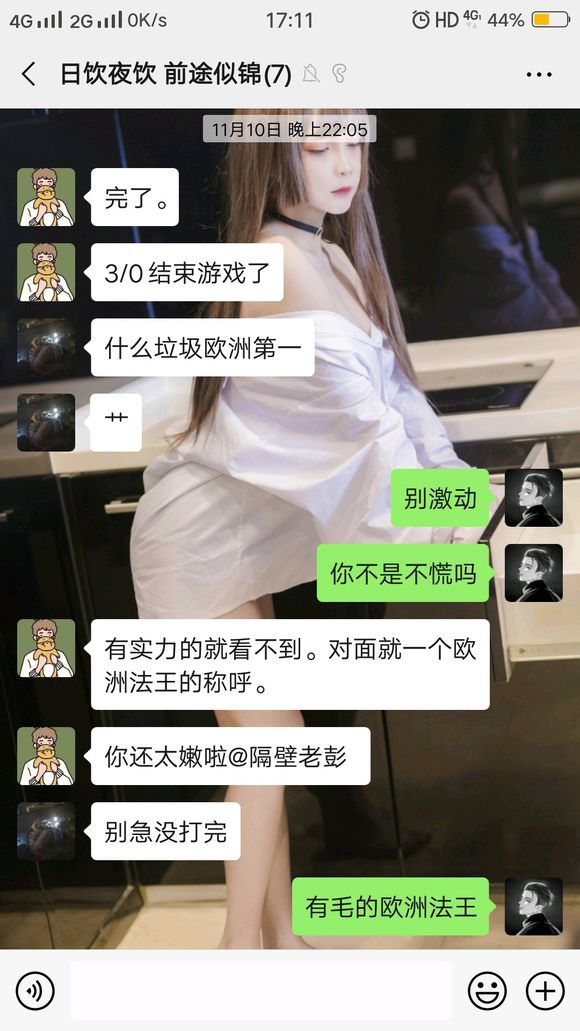 4G 2G 0K/s 17:11 HD 4G 44%
日饮夜饮 前途似锦(7)
11月10日 晚上22:05
完了。
3/0 结束游戏了
什么垃圾欧洲第一
艹
别激动
你不是不慌吗
有实力的就看不到。对面就一个欧
洲法王的称呼。
你还太嫩啦@隔壁老彭
别急没打完
有毛的欧洲法王